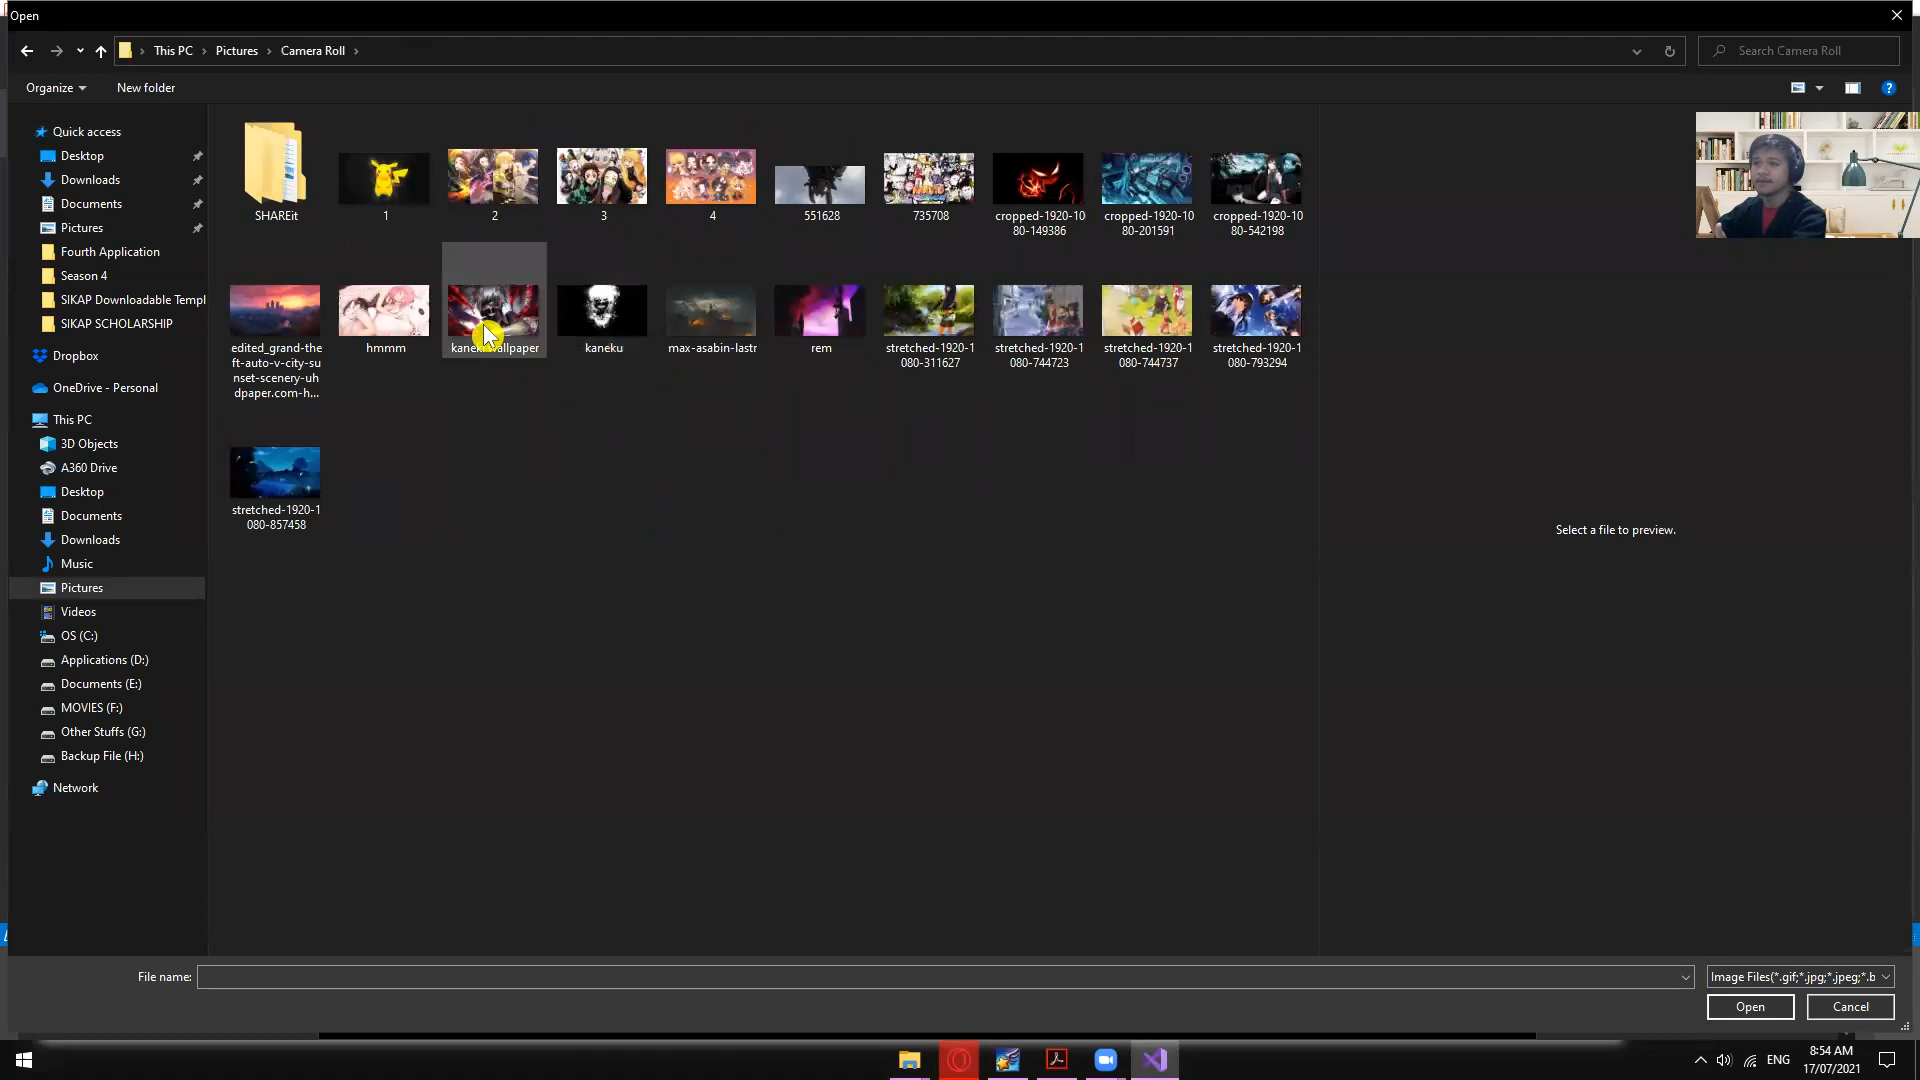 Open
This PC
Pictures
Camera Roll
Search Camera Roll
Organize
New folder
Quick access
Desktop
Downloads
Documents
Pictures
Fourth Application
Season 4
SIKAP Downloadable Templ
SIKAP SCHOLARSHIP
Dropbox
OneDrive - Personal
This PC
3D Objects
A360 Drive
Desktop
Documents
Downloads
Music
Pictures
Videos
OS (C:)
Applications (D:)
Documents (E:)
MOVIES (F:)
Other Stuffs (G:)
Backup File (H:)
Network
SHAREit
1
2
3
4
551628
735708
cropped-1920-10
80-149386
cropped-1920-10
80-201591
cropped-1920-10
80-542198
edited_grand-the
ft-auto-v-city-su
nset-scenery-uh
dpaper.com-h...
hmmm
kaneki wallpaper
kaneku
max-asabin-lastr
rem
stretched-1920-1
080-311627
stretched-1920-1
080-744723
stretched-1920-1
080-744737
stretched-1920-1
080-793294
stretched-1920-1
080-857458
Select a file to preview.
File name:
Image Files(*.gif;*.jpg;*.jpeg;*.b
Open
Cancel
ENG
8:54 AM
17/07/2021